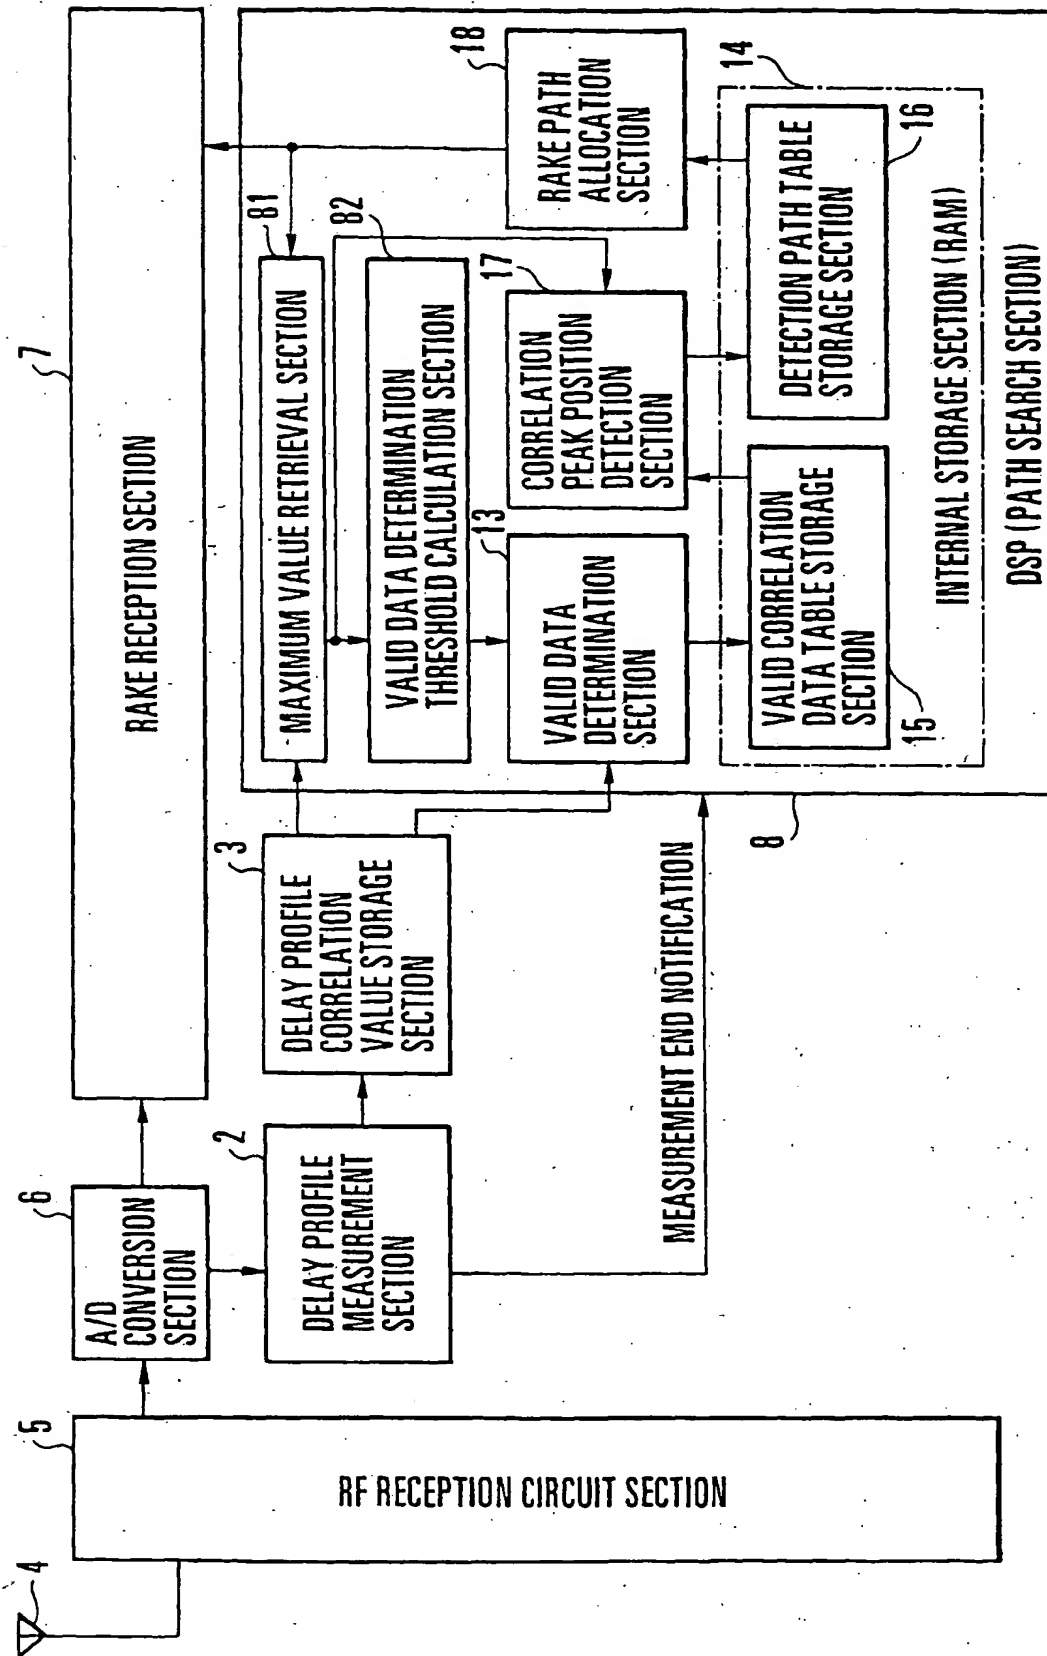 4
5
RF RECEPTION CIRCUIT SECTION
6
A/D
CONVERSION
SECTION
7
RAKE RECEPTION SECTION
2
DELAY PROFILE
MEASUREMENT
SECTION
3
DELAY PROFILE
CORRELATION
VALUE STORAGE
SECTION
MEASUREMENT END NOTIFICATION
8
81
MAXIMUM VALUE RETRIEVAL SECTION
82
VALID DATA DETERMINATION
THRESHOLD CALCULATION SECTION
13
VALID DATA
DETERMINATION
SECTION
17
CORRELATION
PEAK POSITION
DETECTION
SECTION
18
RAKE PATH
ALLOCATION
SECTION
14
VALID CORRELATION
DATA TABLE STORAGE
SECTION
15
DETECTION PATH TABLE
STORAGE SECTION
16
INTERNAL STORAGE SECTION (RAM)
DSP (PATH SEARCH SECTION)